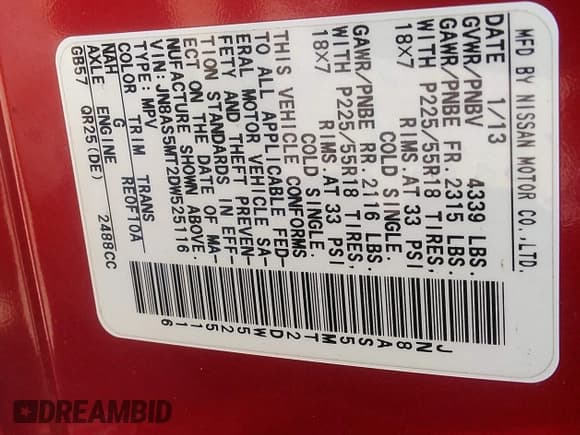 MFD BY NISSAN MOTOR CO.,LTD.
DATE 1/13
GVWR/PNBV 4339 LBS.
GAWR/PNBE FR. 2315 LBS.
WITH P225/55R18 TIRES,
18X7 RIMS.AT 33 PSI
COLD SINGLE.
GAWR/PNBE RR 2116 LBS.
WITH P225/55R18 TIRES,
18X7 RIMS.AT 33 PSI
COLD SINGLE.
THIS VEHICLE CONFORMS
TO ALL APPLICABLE FED-
ERAL MOTOR VEHICLE SA-
FETY AND THEFT PREVEN-
TION STANDARDS IN EFF-
ECT ON THE DATE OF MA-
NUFACTURE SHOWN ABOVE.
VIN:JN8AS5MT2DW525116
TYPE: MPV
COLOR TRIM TRANS
NAH G RE0F10A
AXLE ENGINE
GB57 QR25(DE) 2488CC
JN8AS5MT2DW525116
DREAMBID